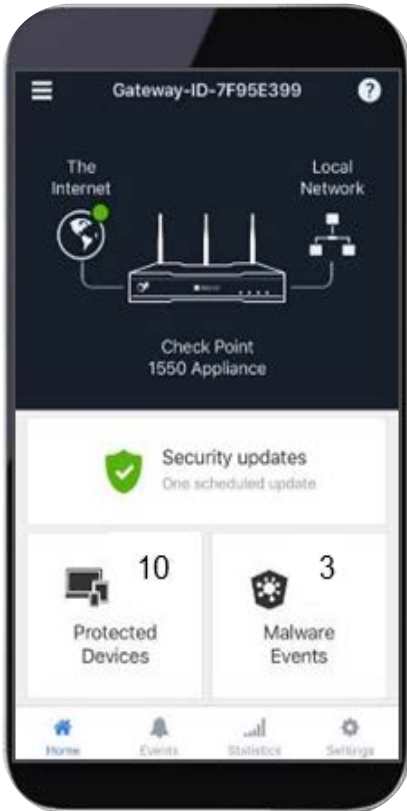 Gateway-ID-7F95E399
?
The
Internet
Local
Network
Check Point
1550 Appliance
Security updates
One scheduled update
10
Protected
Devices
3
Malware
Events
Home
Events
Statistics
Settings